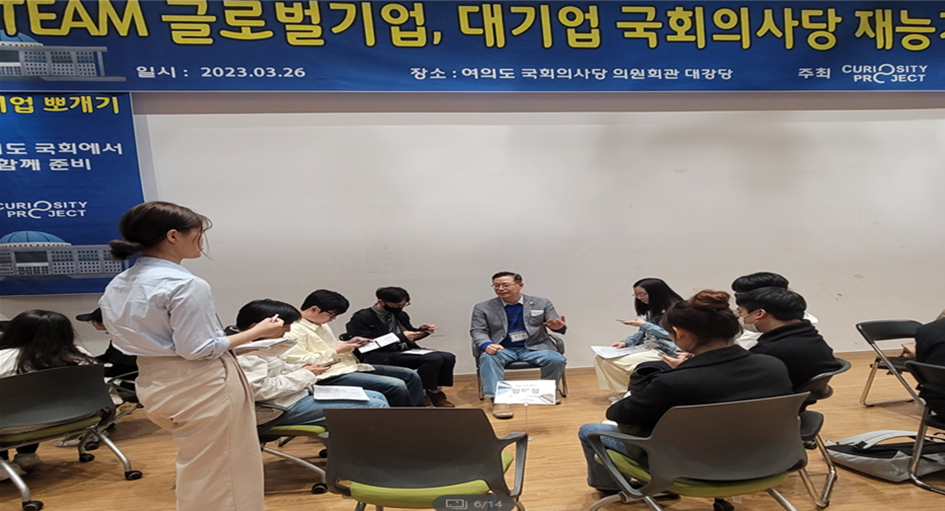 TEAM 글로벌기업, 대기업 국회의사당 재능
일시 : 2023.03.26
장소 : 여의도 국회의사당 의원회관 대강당
주최 CURIOSITY PROJECT
기업 뽀개기
의도 국회에서
함께 준비
CURIOSITY
PROJECT
6/14